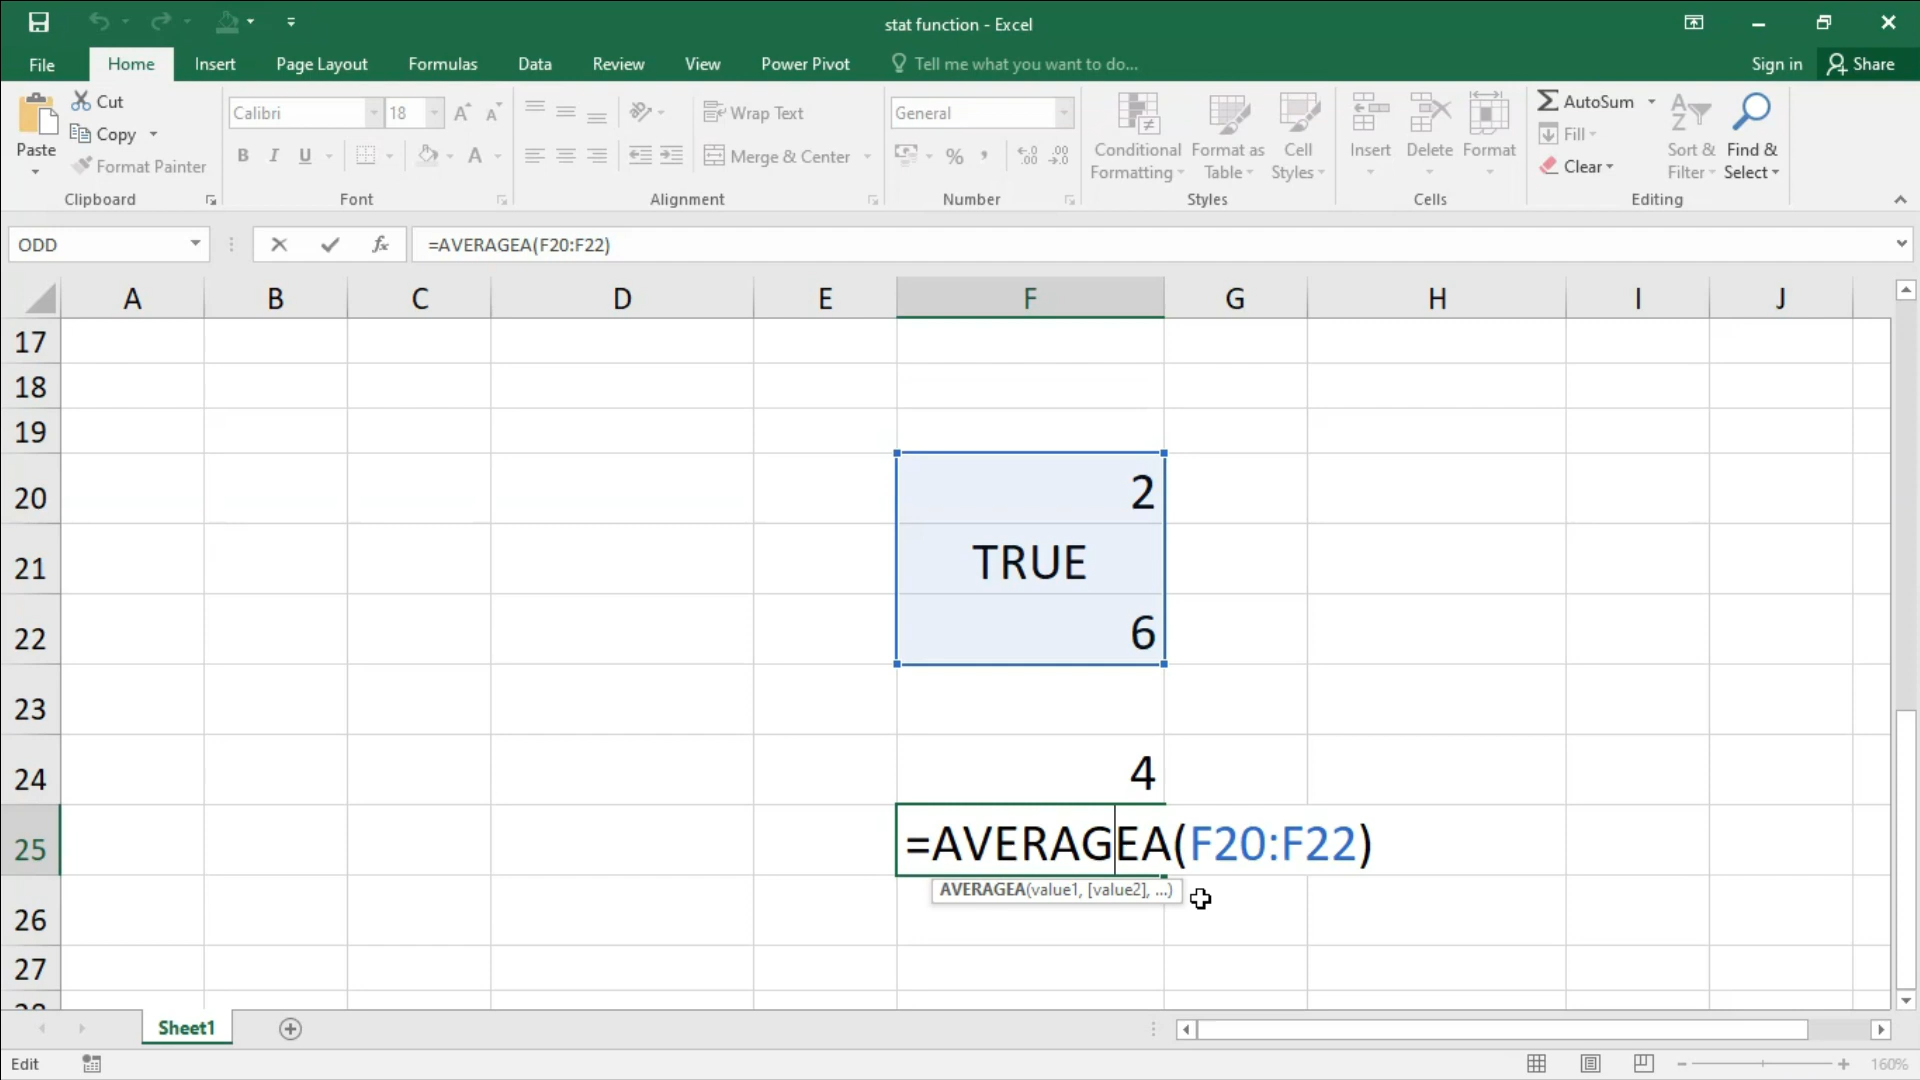 stat function - Excel
File Home Insert Page Layout Formulas Data Review View Power Pivot Tell me what you want to do... Sign in Share
Paste Cut Copy Format Painter Clipboard
Calibri 18 B I U A Font
Wrap Text Merge & Center Alignment
General % , Number
Conditional Formatting Format as Table Cell Styles Styles
Insert Delete Format Cells
AutoSum Fill Clear Sort & Filter Find & Select Editing
ODD fx =AVERAGEA(F20:F22)
A B C D E F G H I J
17
18
19
20 2
21 TRUE
22 6
23
24 4
25 =AVERAGEA(F20:F22)
AVERAGEA(value1, [value2], ...)
26
27
28
Sheet1
Edit 160%